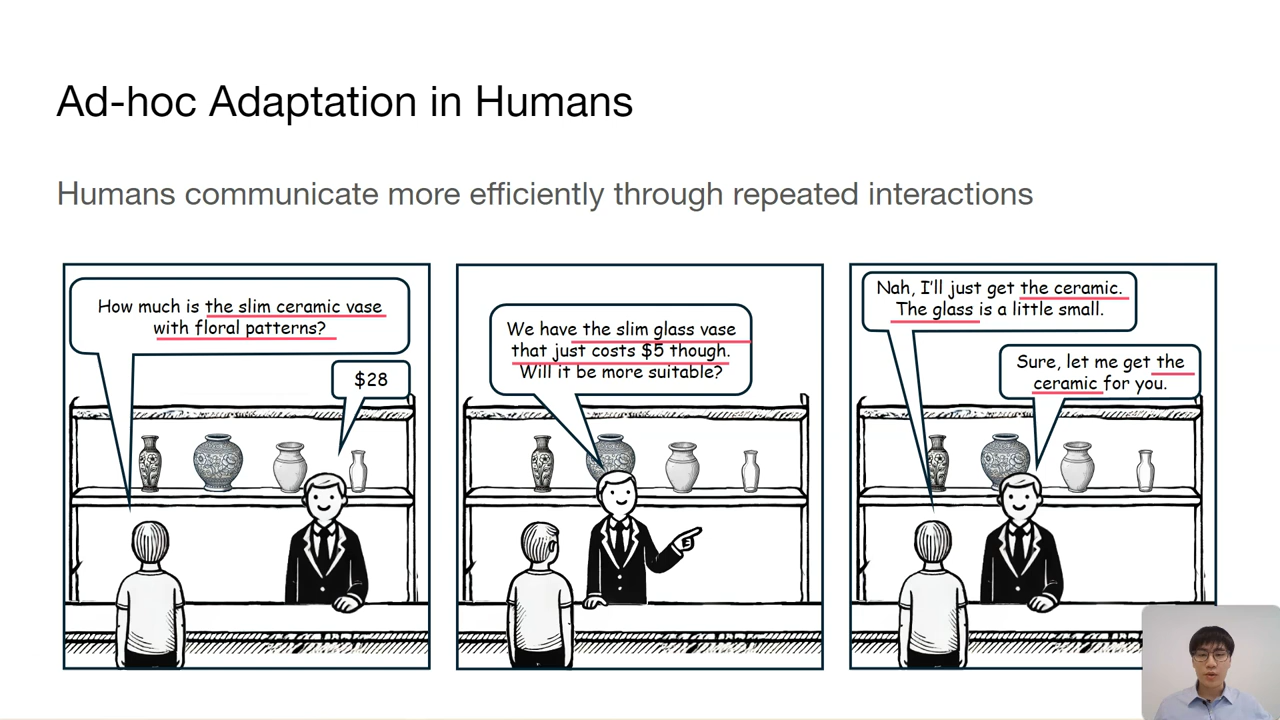 Ad-hoc Adaptation in Humans
Humans communicate more efficiently through repeated interactions
How much is the slim ceramic vase
with floral patterns?
$28
We have the slim glass vase
that just costs $5 though.
Will it be more suitable?
Nah, I'll just get the ceramic.
The glass is a little small.
Sure, let me get the
ceramic for you.